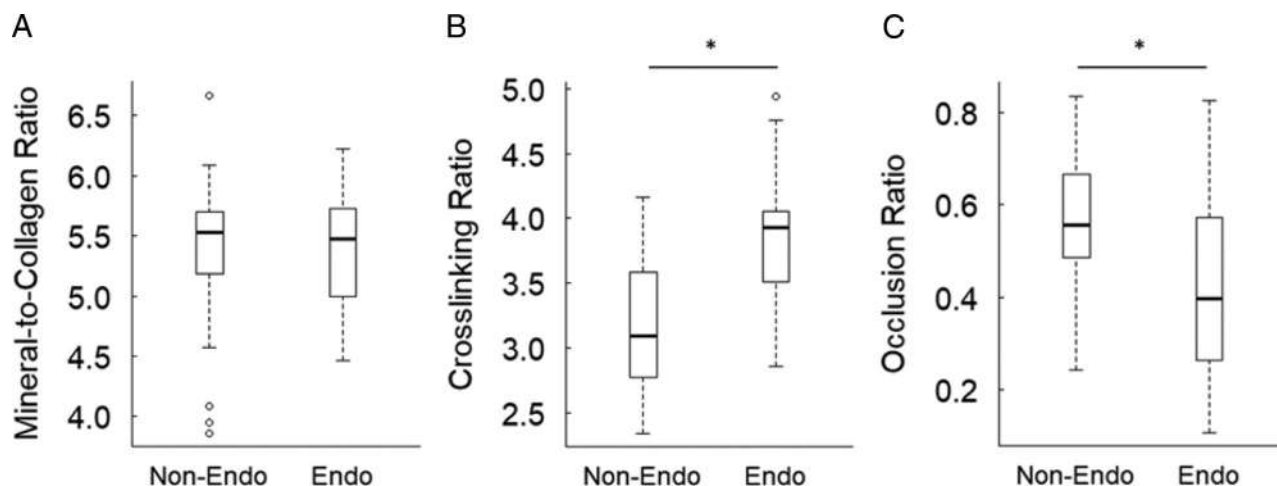 A
Mineral-to-Collagen Ratio
6.5
6.0
5.5
5.0
4.5
4.0
Non-Endo Endo
B
*
Crosslinking Ratio
5.0
4.5
4.0
3.5
3.0
2.5
Non-Endo Endo
C
*
Occlusion Ratio
0.8
0.6
0.4
0.2
Non-Endo Endo